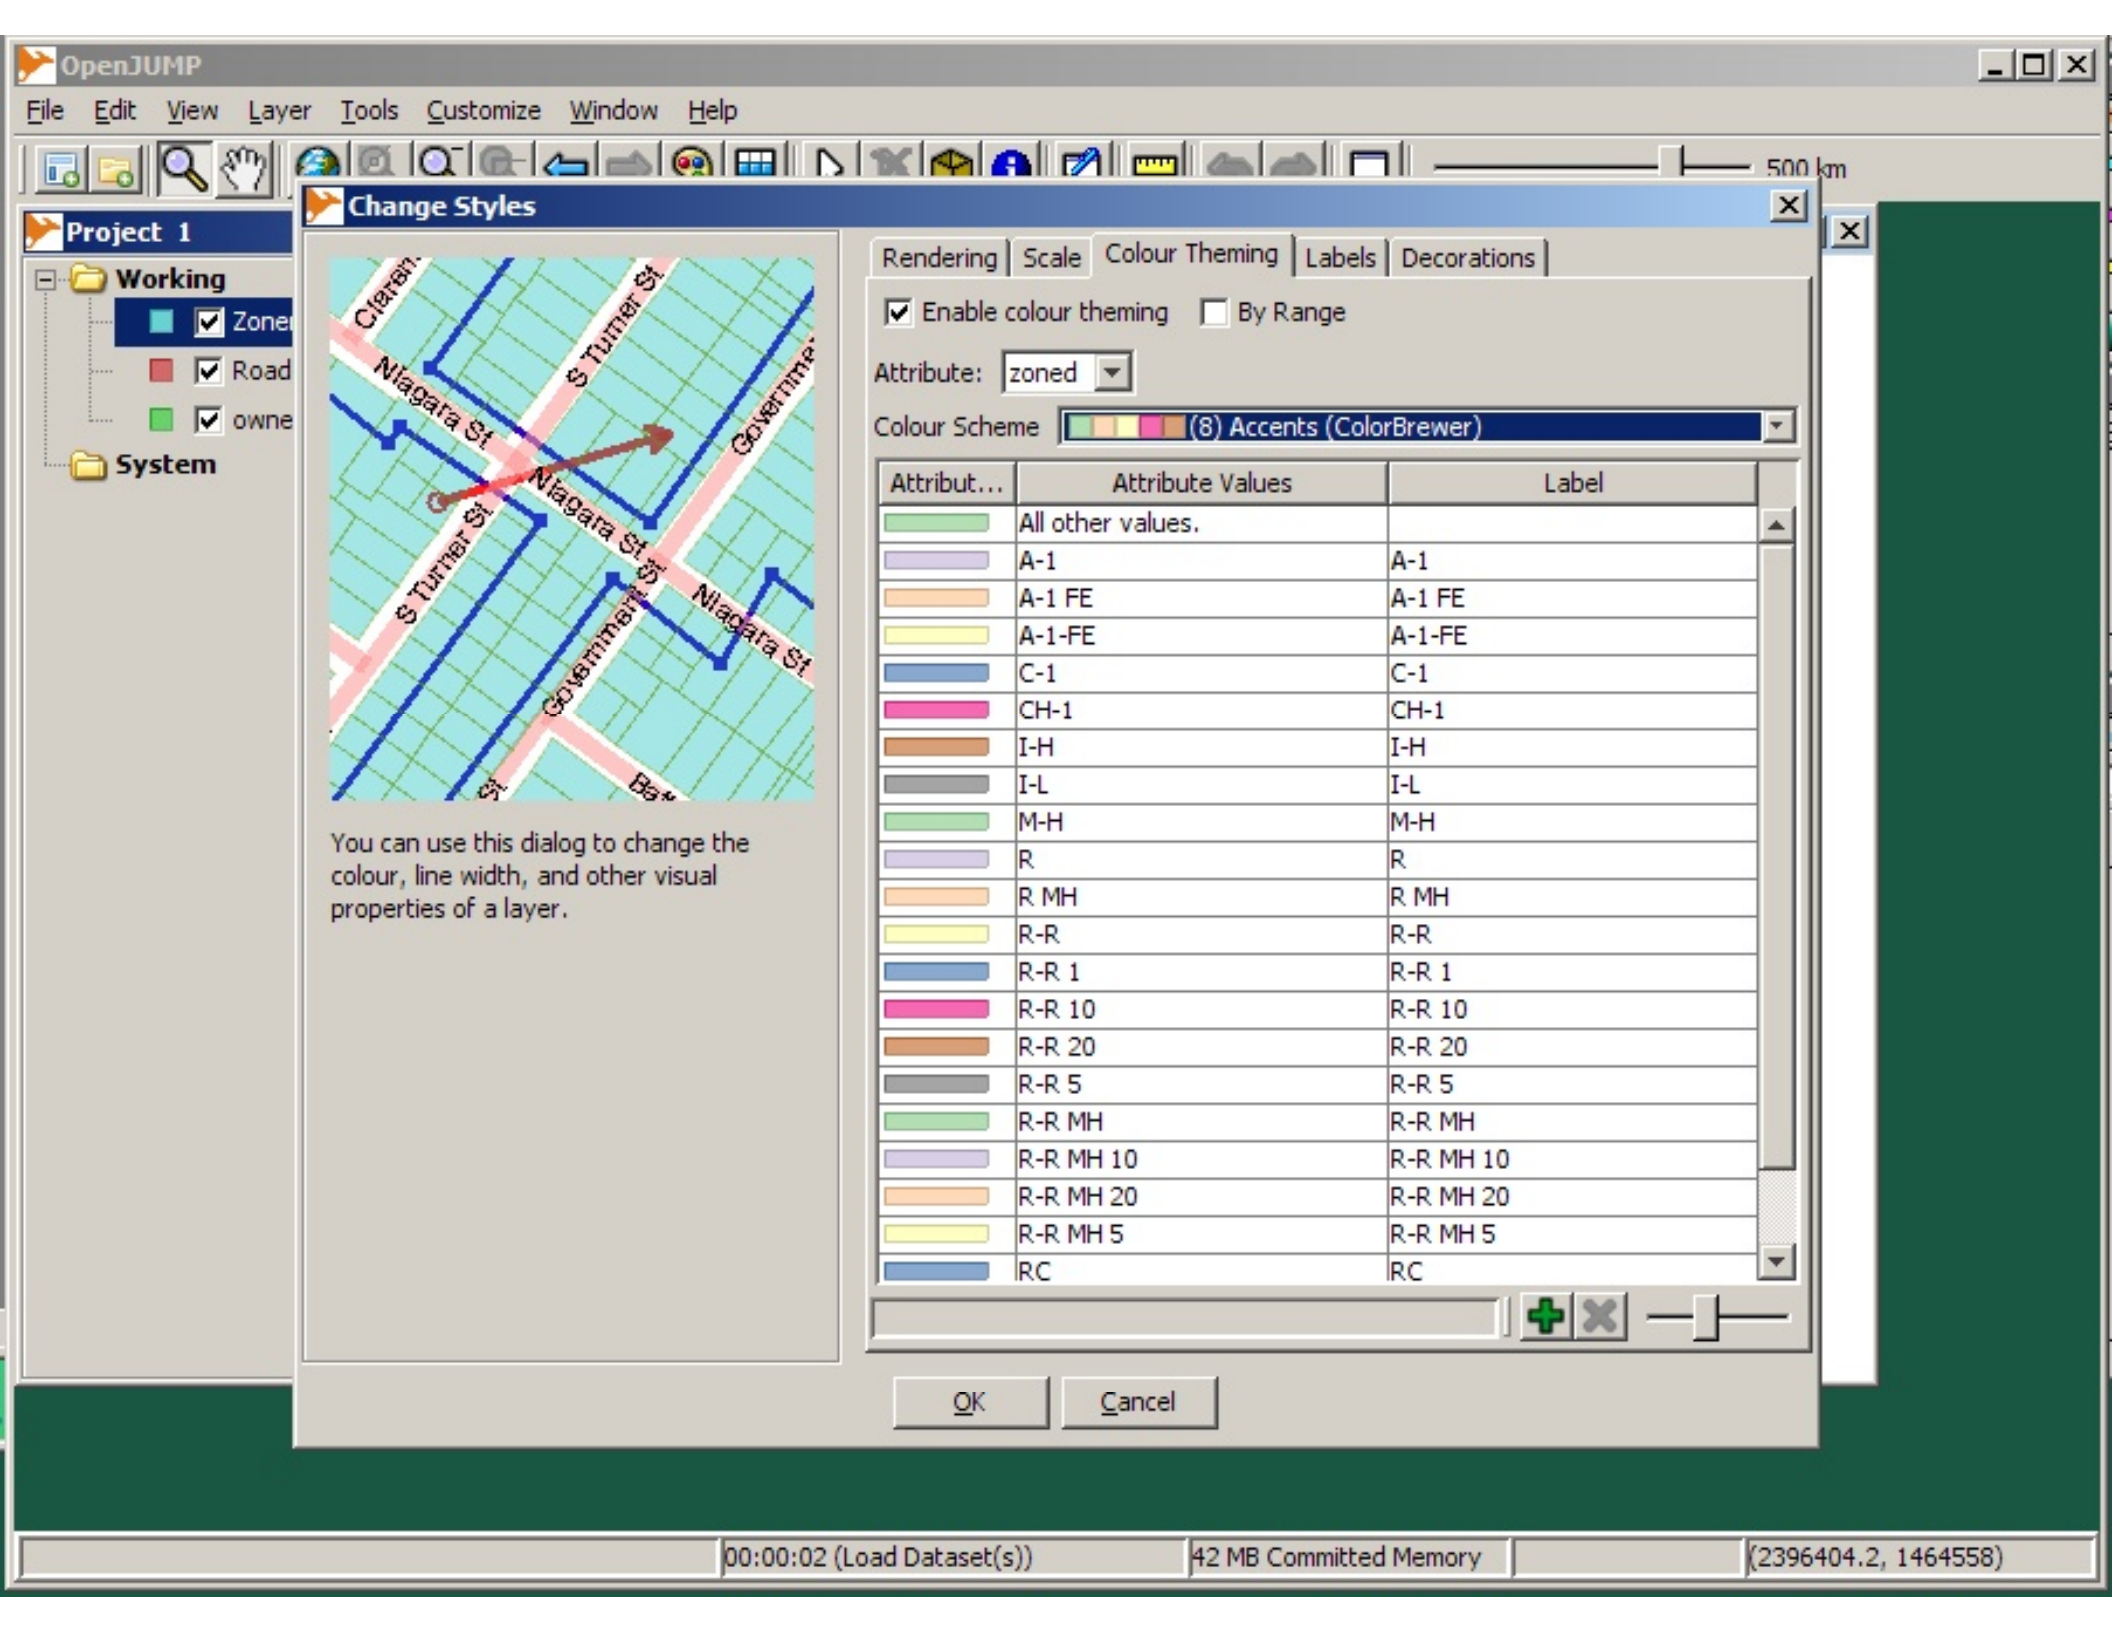 OpenJUMP
File Edit View Layer Tools Customize Window Help
500 km
Project 1
Working
Zone
Road
owne
System
Change Styles
Claren
S Turner St
Niagara St
Governme
Niagara St
S Turner St
Government St
Niagara St
St
Bat
You can use this dialog to change the
colour, line width, and other visual
properties of a layer.
Rendering Scale Colour Theming Labels Decorations
Enable colour theming By Range
Attribute: zoned
Colour Scheme (8) Accents (ColorBrewer)
Attribut... Attribute Values Label
All other values.
A-1 A-1
A-1 FE A-1 FE
A-1-FE A-1-FE
C-1 C-1
CH-1 CH-1
I-H I-H
I-L I-L
M-H M-H
R R
R MH R MH
R-R R-R
R-R 1 R-R 1
R-R 10 R-R 10
R-R 20 R-R 20
R-R 5 R-R 5
R-R MH R-R MH
R-R MH 10 R-R MH 10
R-R MH 20 R-R MH 20
R-R MH 5 R-R MH 5
RC RC
OK Cancel
00:00:02 (Load Dataset(s)) 42 MB Committed Memory (2396404.2, 1464558)